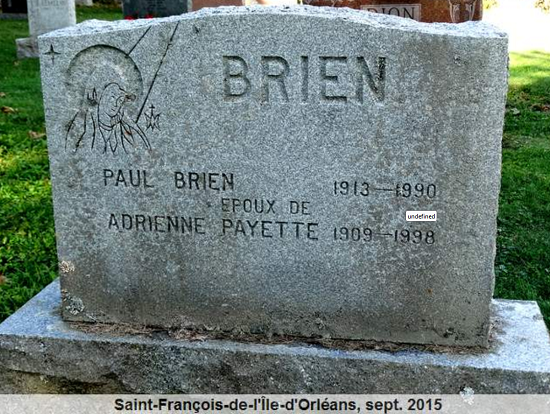 ION
BRIEN
PAUL BRIEN 1913—1990
EPOUX DE
undefined
ADRIENNE PAYETTE 1909—1998
Saint-François-de-l'Île-d'Orléans, sept. 2015